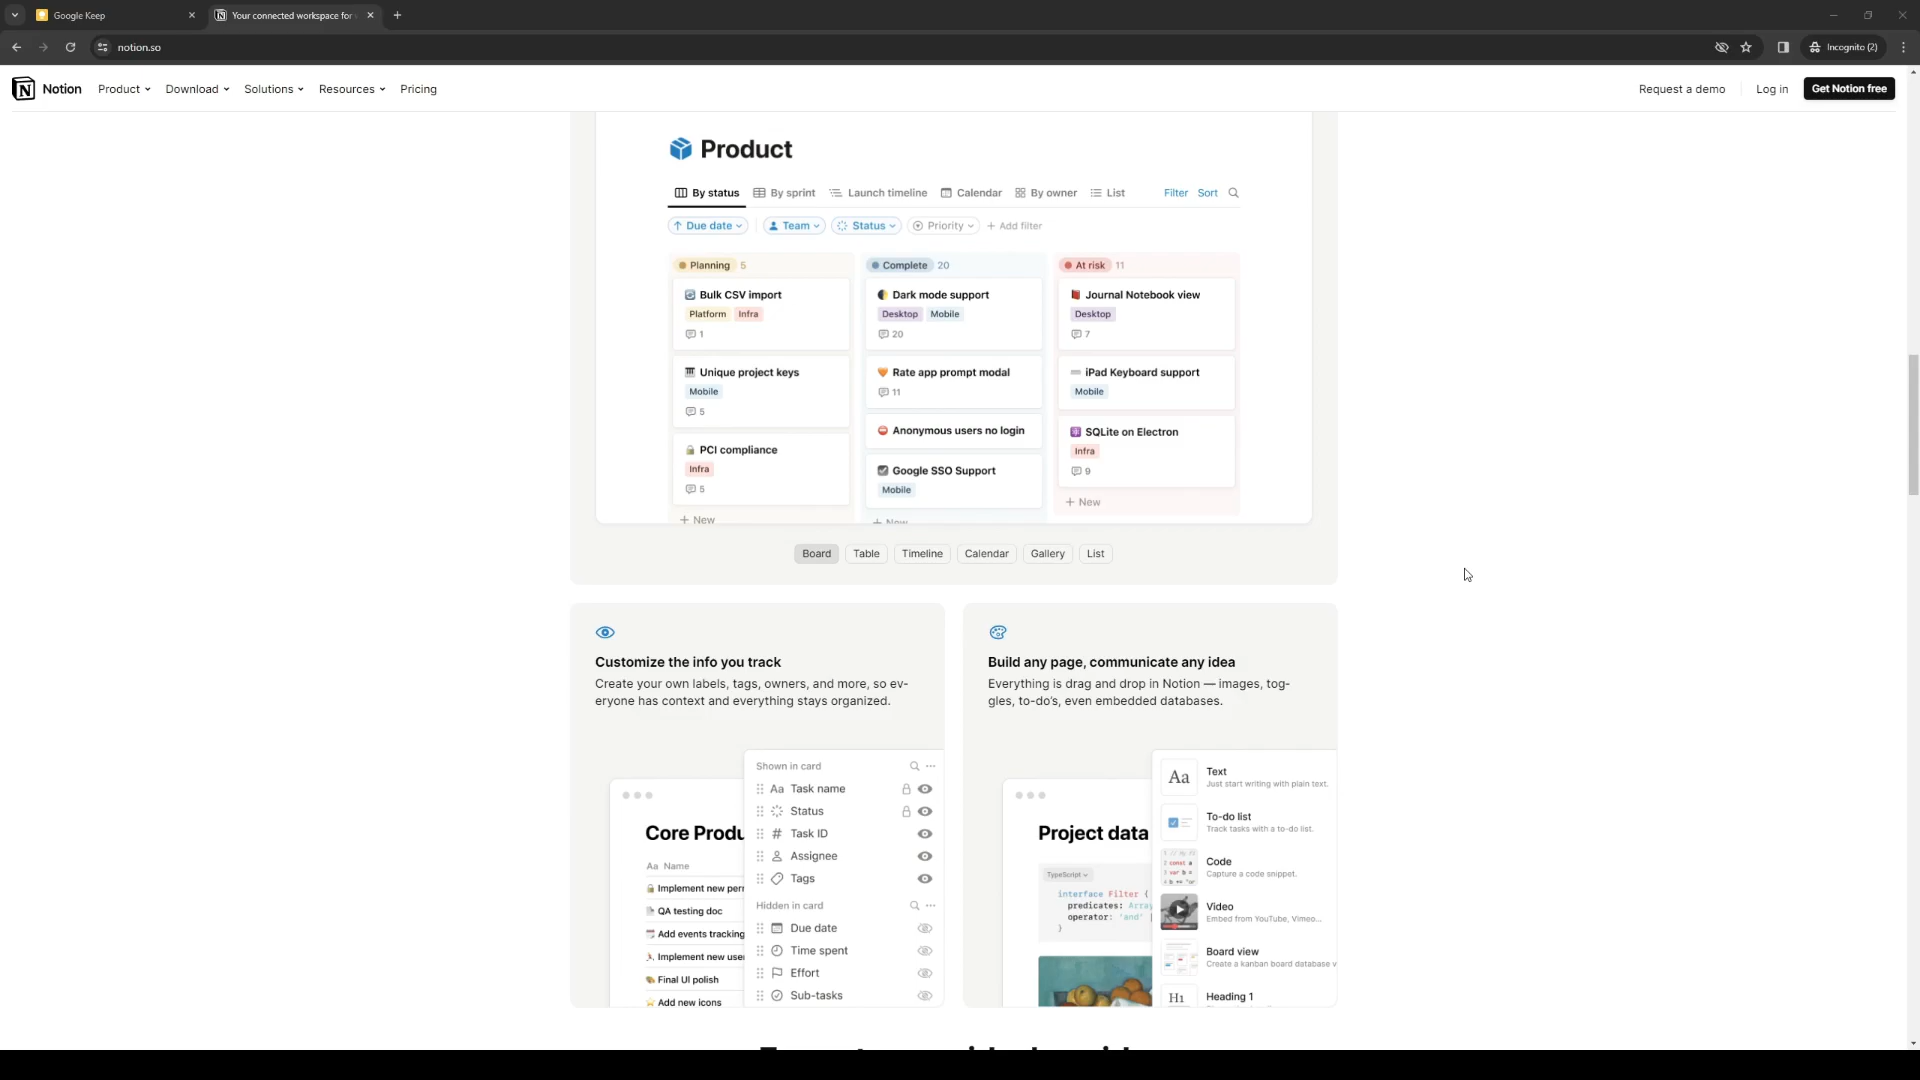 Google Keep
Your connected workspace for
notion.so
Incognito (2)
Notion
Product
Download
Solutions
Resources
Pricing
Request a demo
Log in
Get Notion free
Product
By status
By sprint
Launch timeline
Calendar
By owner
List
Filter
Sort
Due date
Team
Status
Priority
+ Add filter
Planning 5
Bulk CSV import
Platform Infra
1
Unique project keys
Mobile
5
PCI compliance
Infra
5
+ New
Complete 20
Dark mode support
Desktop Mobile
20
Rate app prompt modal
11
Anonymous users no login
Google SSO Support
Mobile
+ New
At risk 11
Journal Notebook view
Desktop
7
iPad Keyboard support
Mobile
SQLite on Electron
Infra
9
+ New
Board
Table
Timeline
Calendar
Gallery
List
Customize the info you track
Create your own labels, tags, owners, and more, so ev-
eryone has context and everything stays organized.
Core Produ
Aa Name
Implement new perm
QA testing doc
Add events tracking
Implement new user
Final UI polish
Add new icons
Shown in card
Aa Task name
Status
# Task ID
Assignee
Tags
Hidden in card
Due date
Time spent
Effort
Sub-tasks
Build any page, communicate any idea
Everything is drag and drop in Notion — images, tog-
gles, to-do's, even embedded databases.
Project data
TypeScript
interface Filter {
predicates: Array
operator: 'and' |
}
Aa
Text
Just start writing with plain text.
To-do list
Track tasks with a to-do list.
Code
Capture a code snippet.
Video
Embed from YouTube, Vimeo...
Board view
Create a kanban board database v
H1
Heading 1